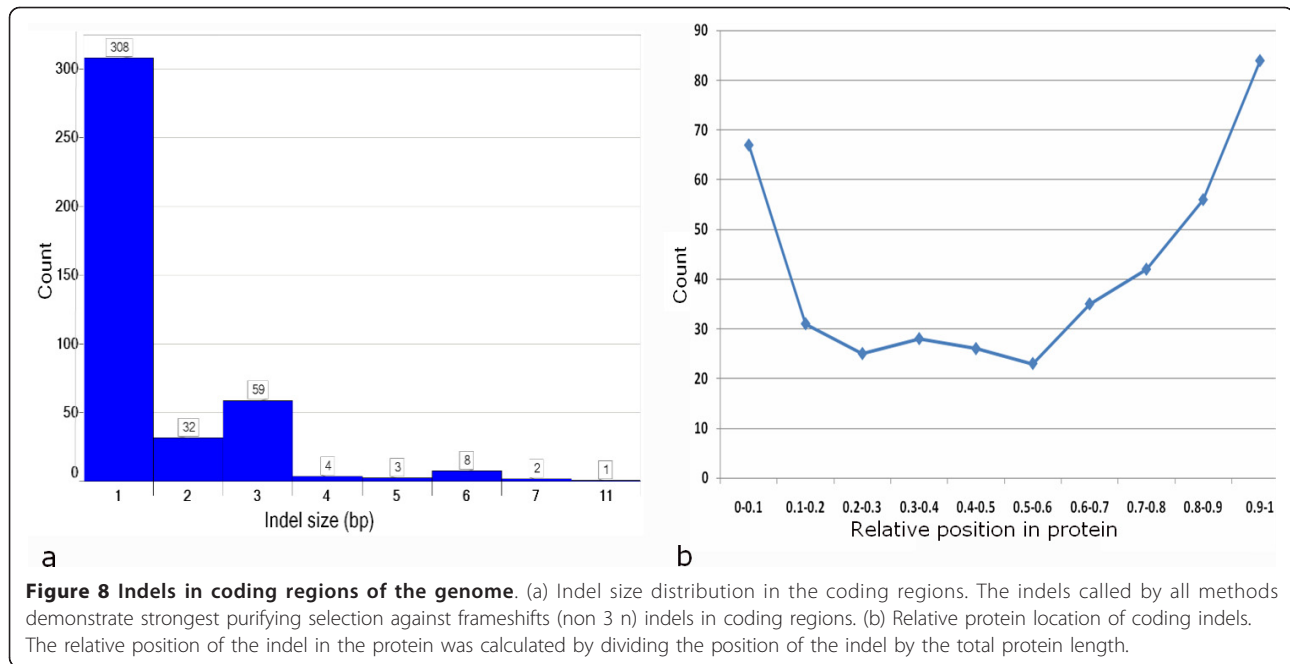 308
300
250
200
150
100
50
0
Count
32
59
4
3
8
2
1
1 2 3 4 5 6 7 11
Indel size (bp)
a
90
80
70
60
50
40
30
20
10
0
Count
0-0.1 0.1-0.2 0.2-0.3 0.3-0.4 0.4-0.5 0.5-0.6 0.6-0.7 0.7-0.8 0.8-0.9 0.9-1
Relative position in protein
b
Figure 8 Indels in coding regions of the genome. (a) Indel size distribution in the coding regions. The indels called by all methods
demonstrate strongest purifying selection against frameshifts (non 3 n) indels in coding regions. (b) Relative protein location of coding indels.
The relative position of the indel in the protein was calculated by dividing the position of the indel by the total protein length.